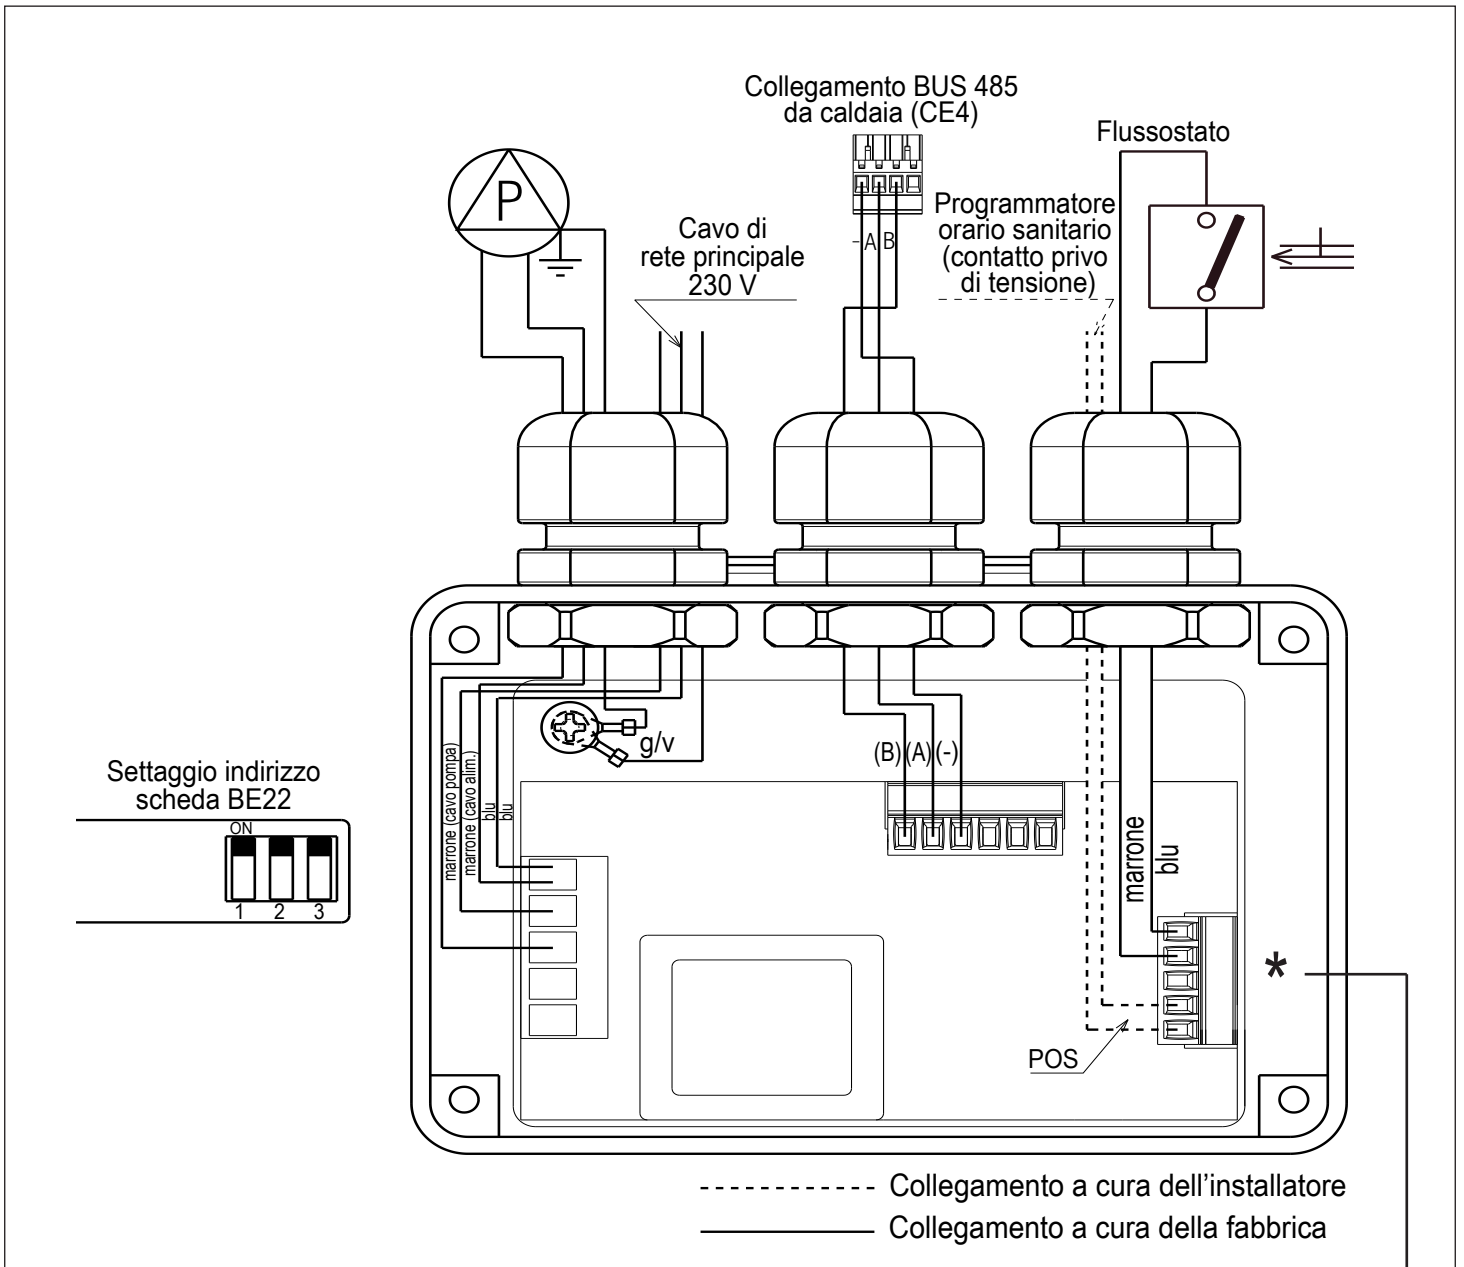 Collegamento BUS 485
da caldaia (CE4)
Flussostato
P
Cavo di
rete principale
230 V
- A B
Programmatore
orario sanitario
(contatto privo
di tensione)
g/v
(B) (A) (-)
marrone (cavo pompa)
marrone (cavo alim.)
blu
blu
Settaggio indirizzo
scheda BE22
ON
1 2 3
marrone
blu
*
POS
Collegamento a cura dell'installatore
Collegamento a cura della fabbrica